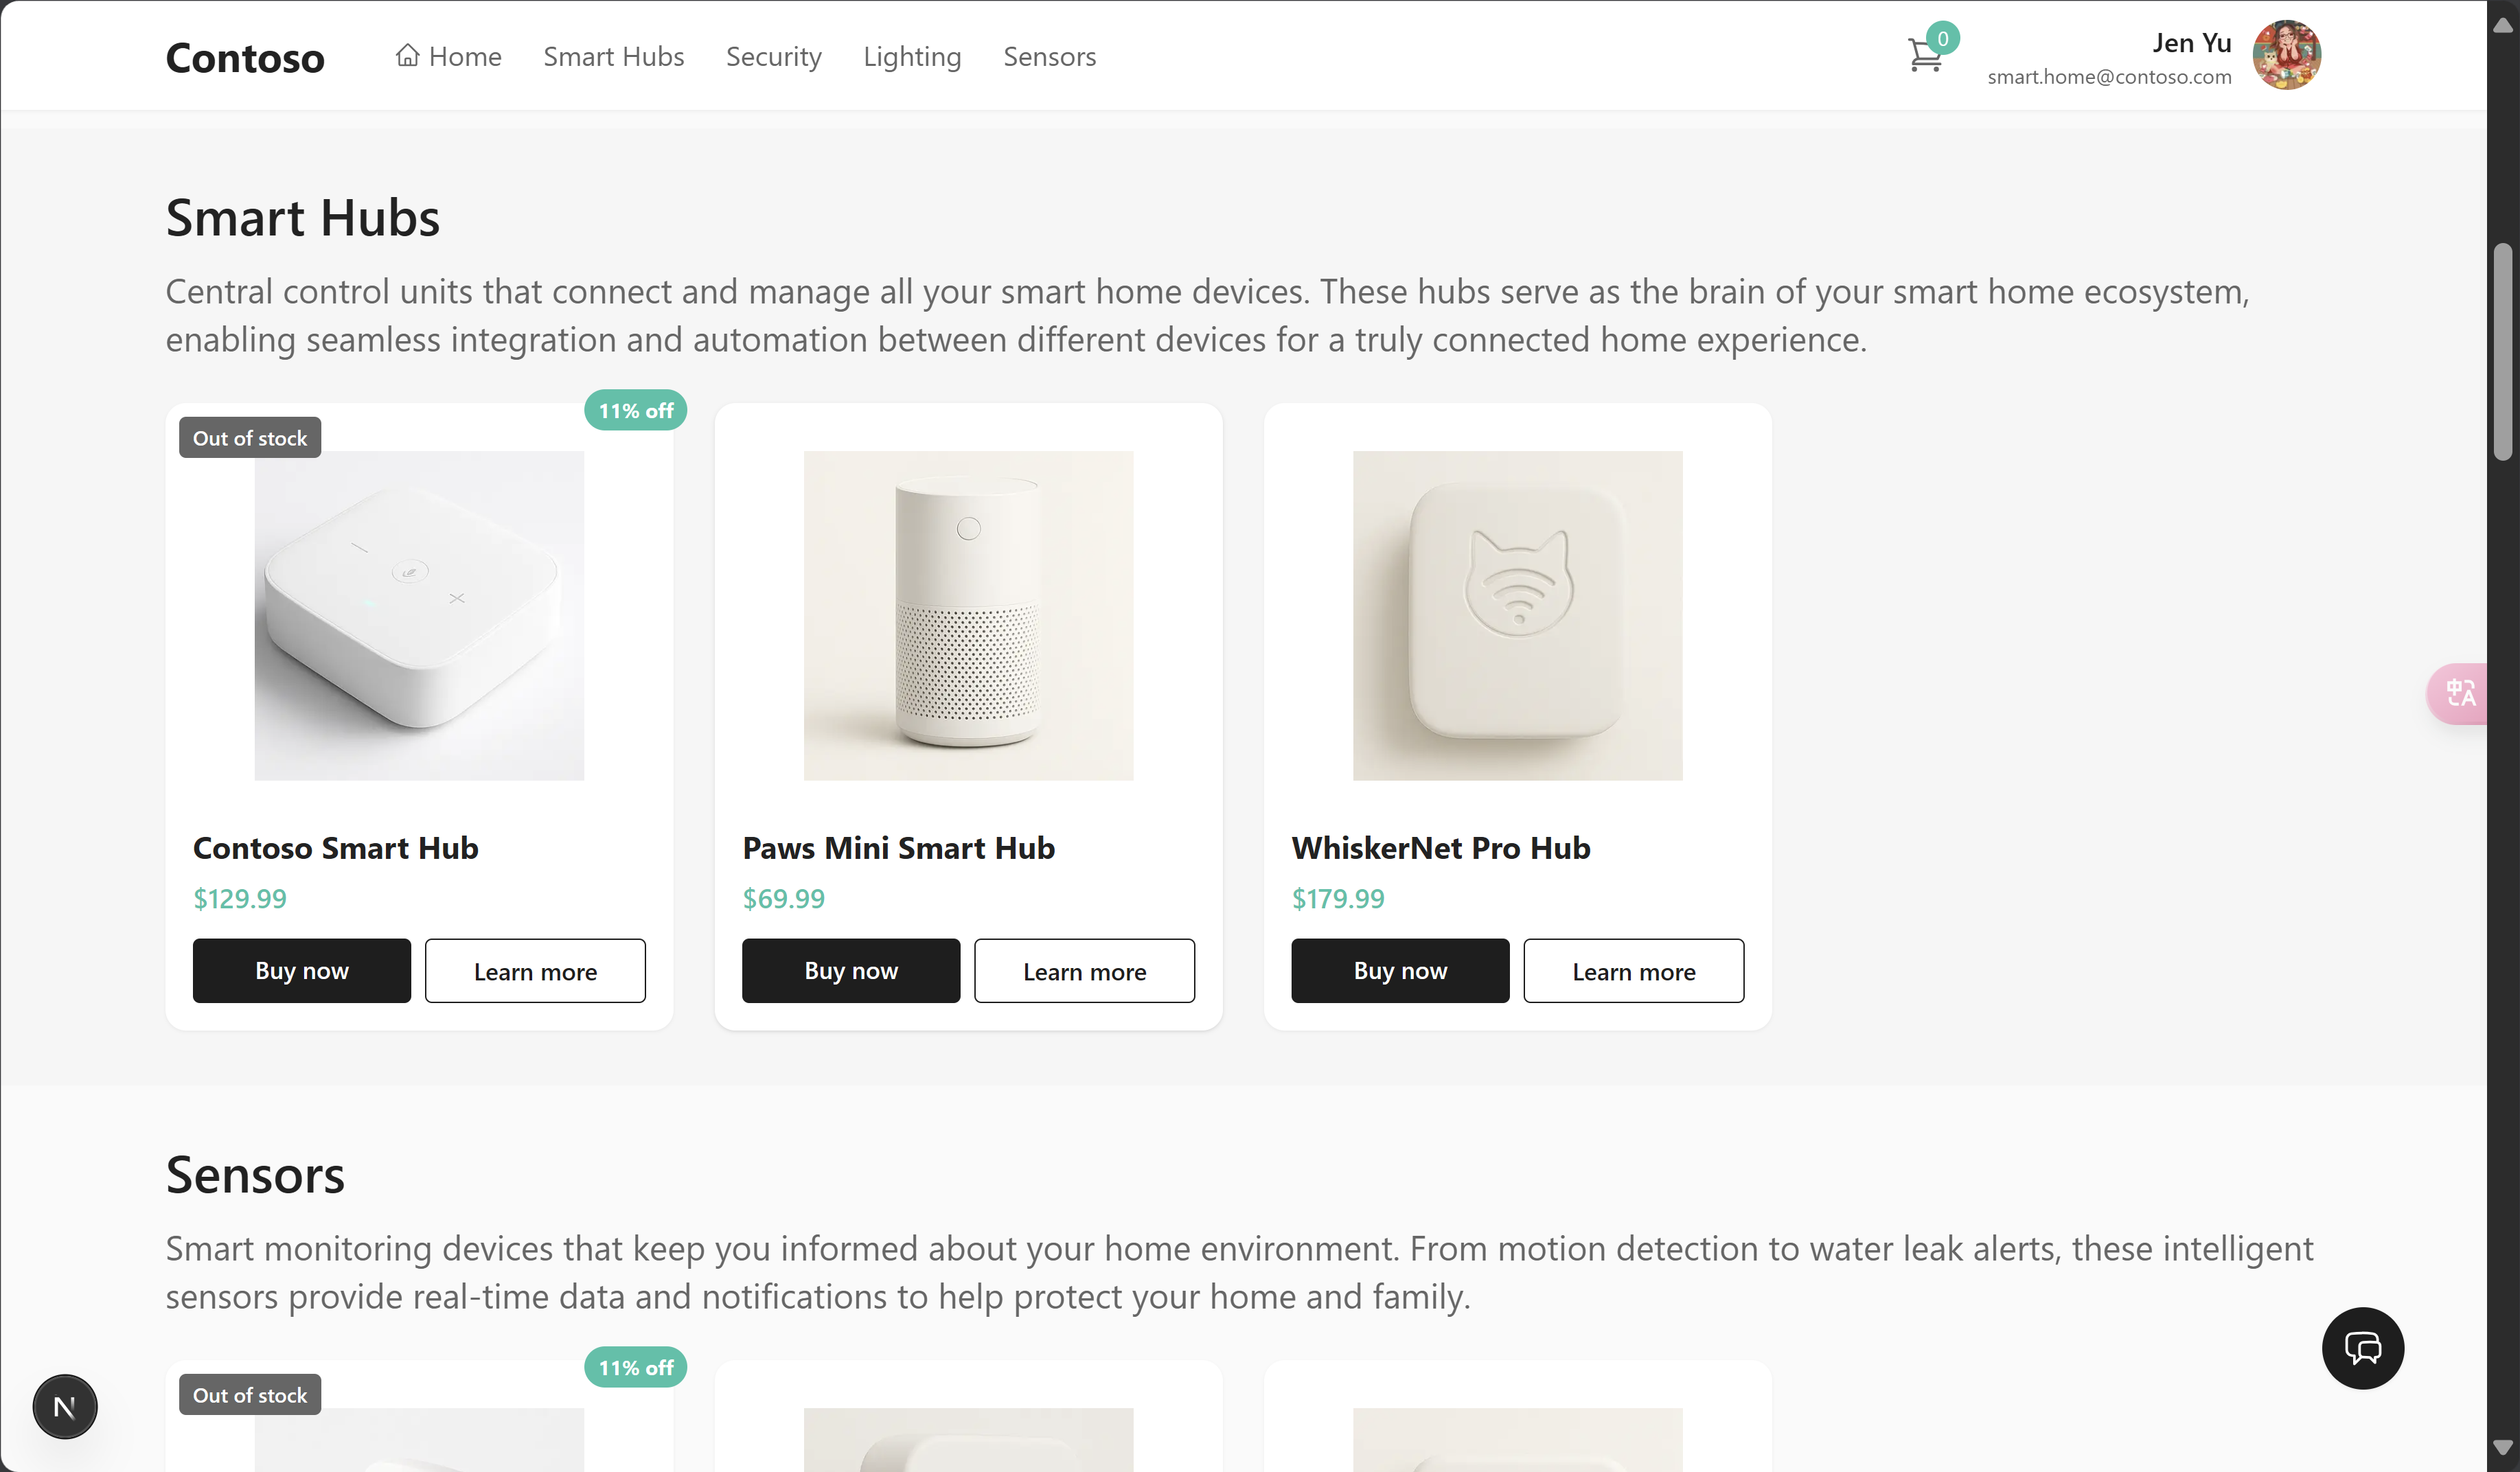 Contoso
Home
Smart Hubs
Security
Lighting
Sensors
0
Jen Yu
smart.home@contoso.com
Smart Hubs
Central control units that connect and manage all your smart home devices. These hubs serve as the brain of your smart home ecosystem,
enabling seamless integration and automation between different devices for a truly connected home experience.
Out of stock
11% off
Contoso Smart Hub
$129.99
Buy now
Learn more
Paws Mini Smart Hub
$69.99
Buy now
Learn more
WhiskerNet Pro Hub
$179.99
Buy now
Learn more
中A
Sensors
Smart monitoring devices that keep you informed about your home environment. From motion detection to water leak alerts, these intelligent
sensors provide real-time data and notifications to help protect your home and family.
Out of stock
11% off
N